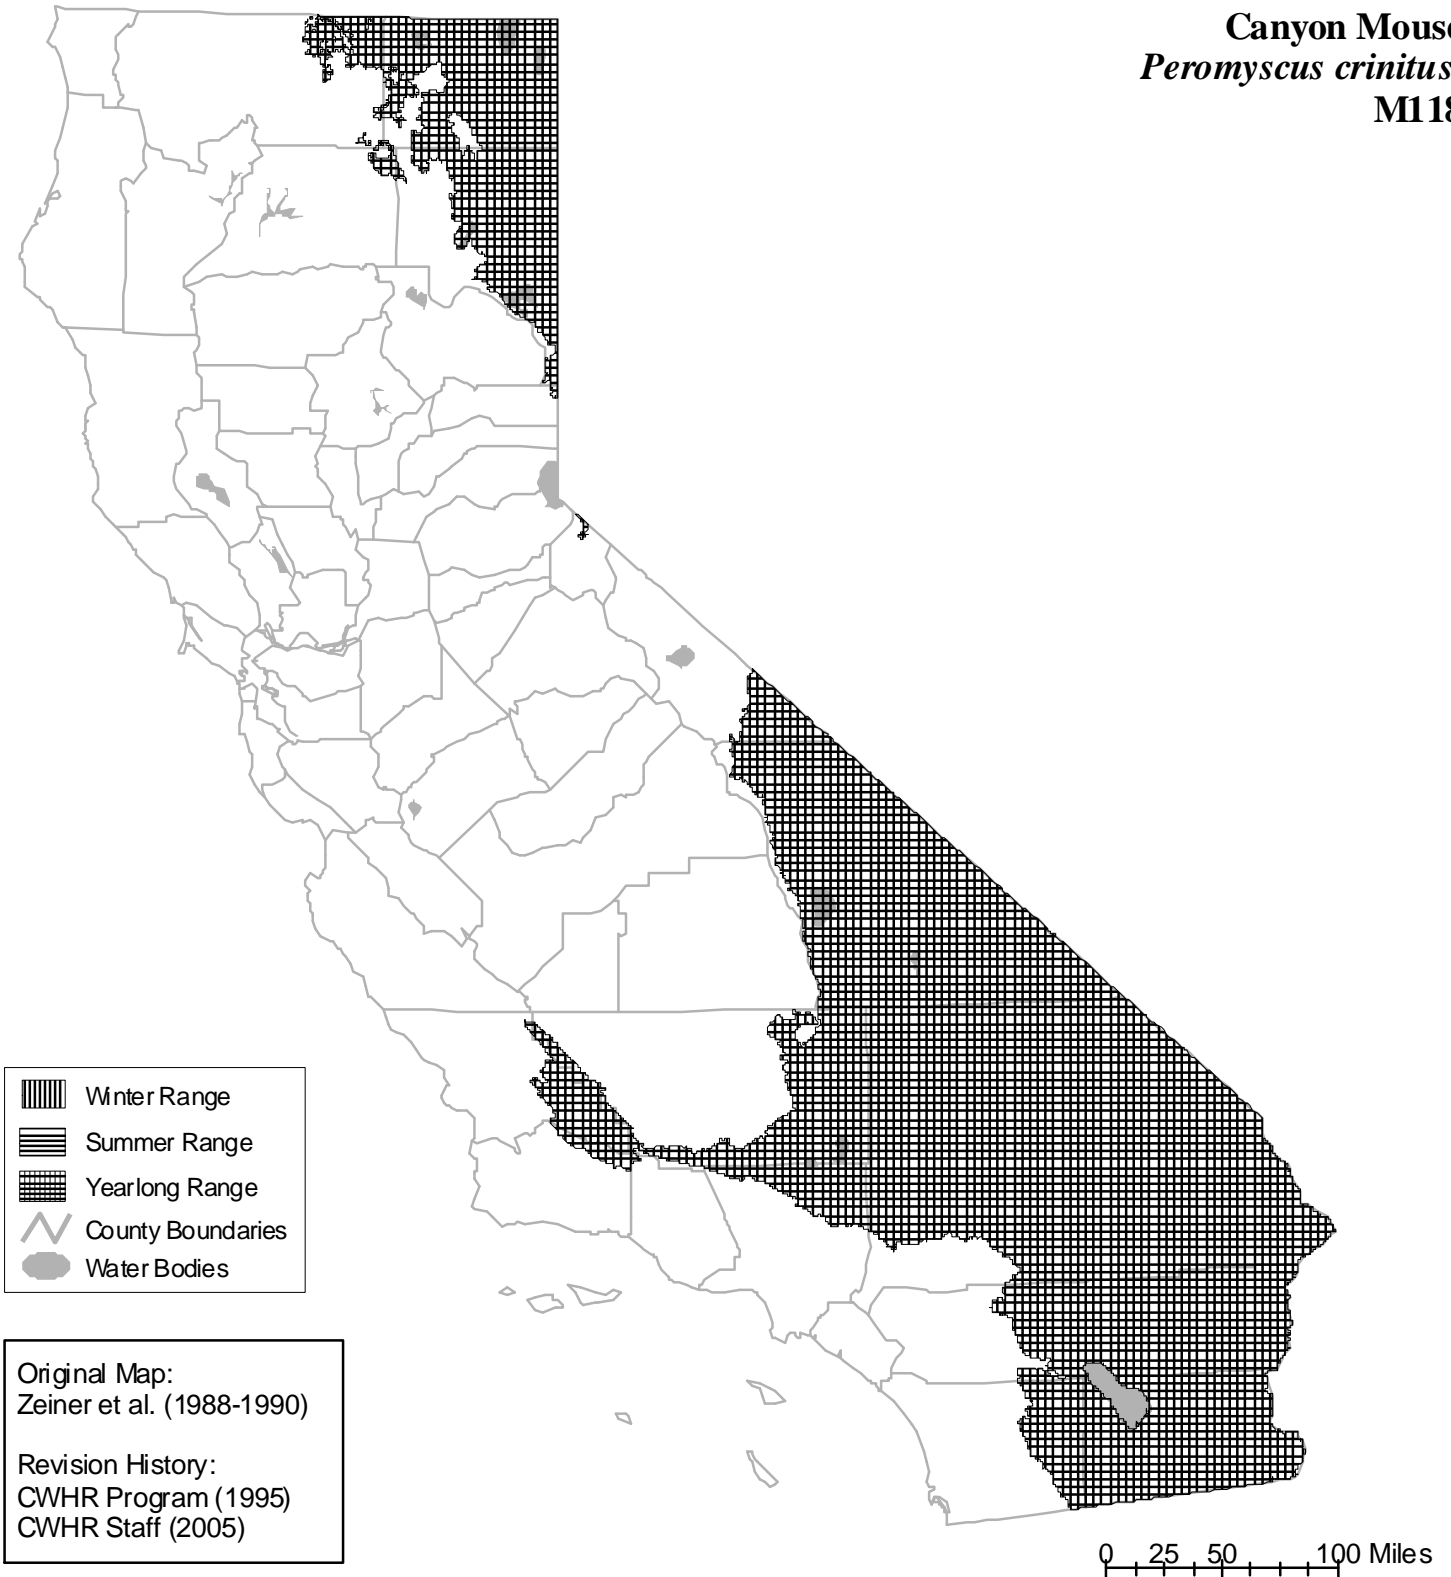 Canyon Mouse
Peromyscus crinitus
M118
Winter Range
Summer Range
Yearlong Range
County Boundaries
Water Bodies
Original Map:
Zeiner et al. (1988-1990)
Revision History:
CWHR Program (1995)
CWHR Staff (2005)
0 25 50 100 Miles